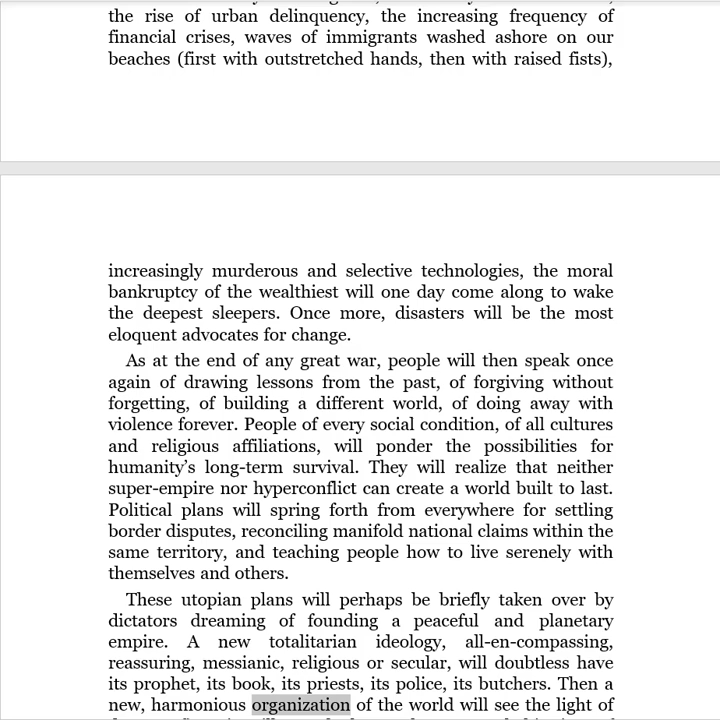 the rise of urban delinquency, the increasing frequency of
financial crises, waves of immigrants washed ashore on our
beaches (first with outstretched hands, then with raised fists),
increasingly murderous and selective technologies, the moral
bankruptcy of the wealthiest will one day come along to wake
the deepest sleepers. Once more, disasters will be the most
eloquent advocates for change.
As at the end of any great war, people will then speak once
again of drawing lessons from the past, of forgiving without
forgetting, of building a different world, of doing away with
violence forever. People of every social condition, of all cultures
and religious affiliations, will ponder the possibilities for
humanity’s long-term survival. They will realize that neither
super-empire nor hyperconflict can create a world built to last.
Political plans will spring forth from everywhere for settling
border disputes, reconciling manifold national claims within the
same territory, and teaching people how to live serenely with
themselves and others.
These utopian plans will perhaps be briefly taken over by
dictators dreaming of founding a peaceful and planetary
empire. A new totalitarian ideology, all-en-compassing,
reassuring, messianic, religious or secular, will doubtless have
its prophet, its book, its priests, its police, its butchers. Then a
new, harmonious organization of the world will see the light of